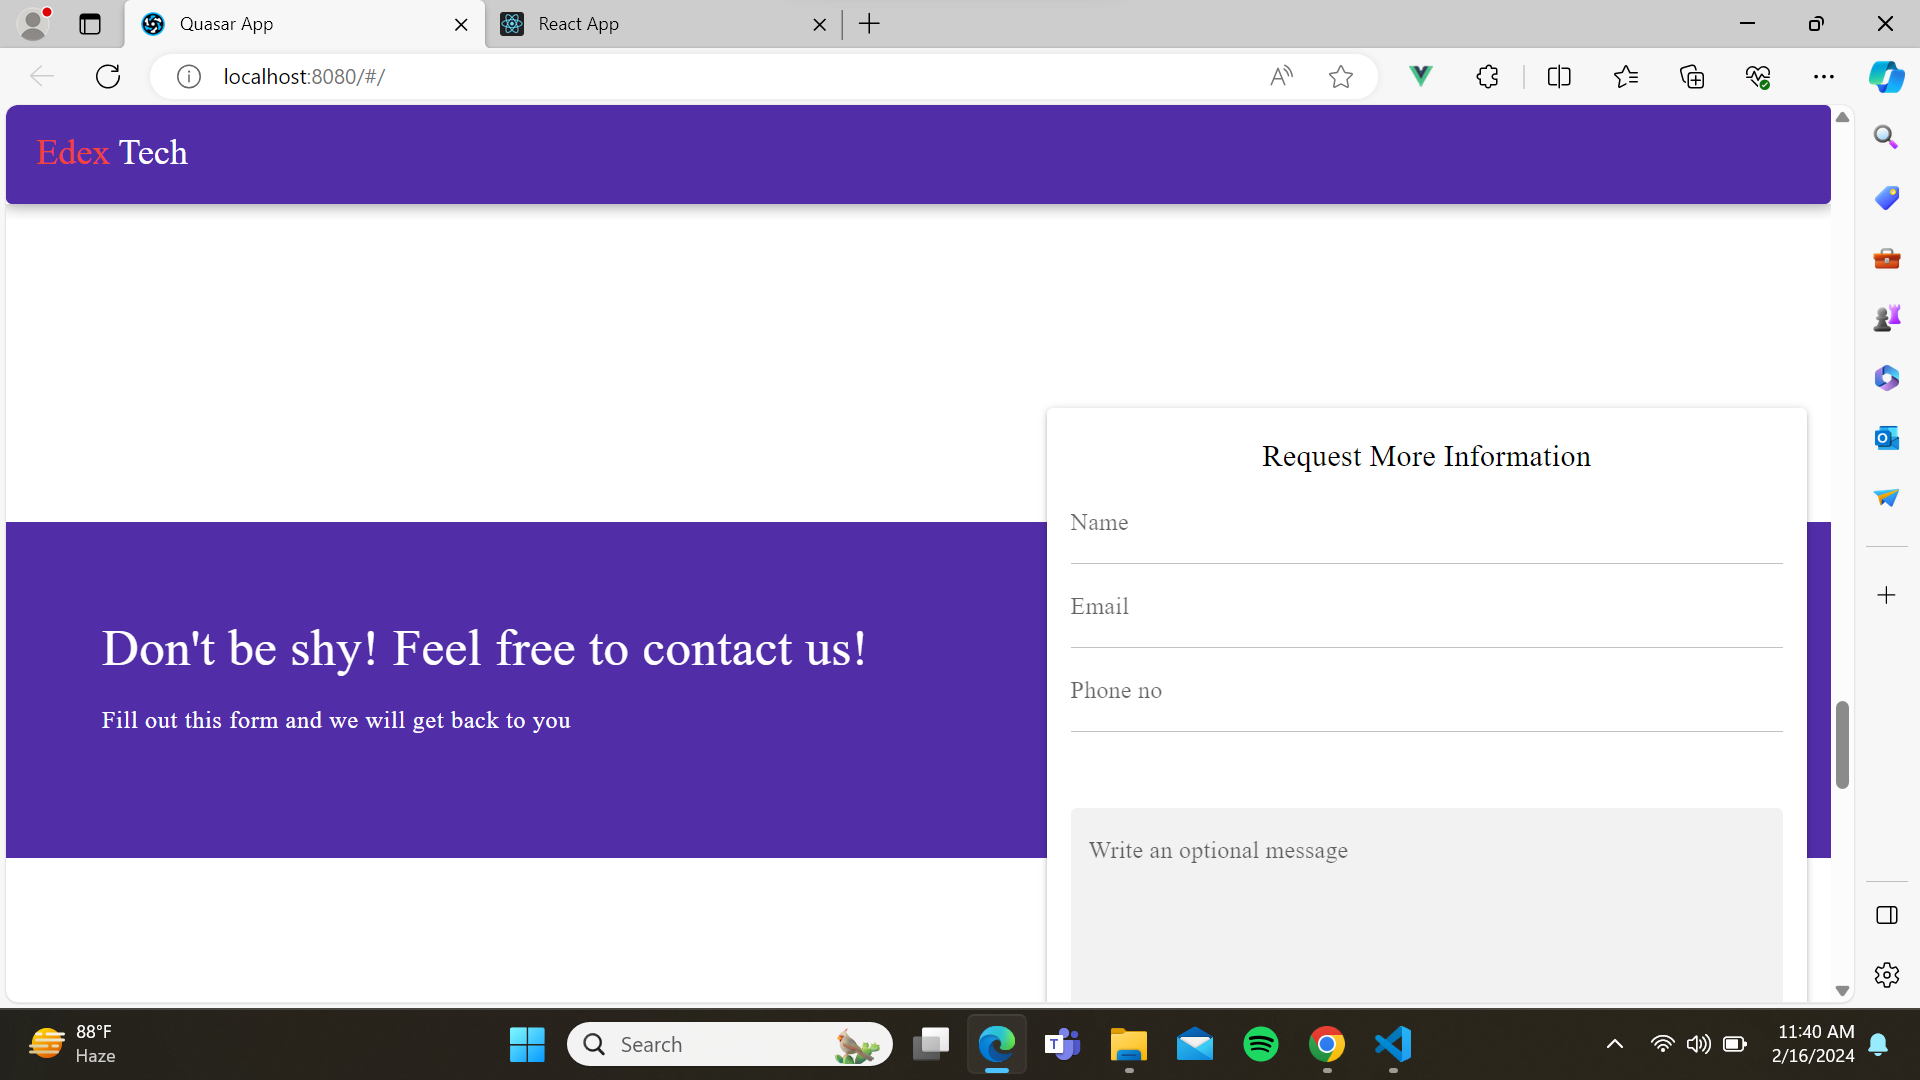 Quasar App
React App
localhost:8080/#/
Edex Tech
Request More Information
Name
Email
Phone no
Don't be shy! Feel free to contact us!
Fill out this form and we will get back to you
Write an optional message
88°F
Haze
Search
11:40 AM
2/16/2024